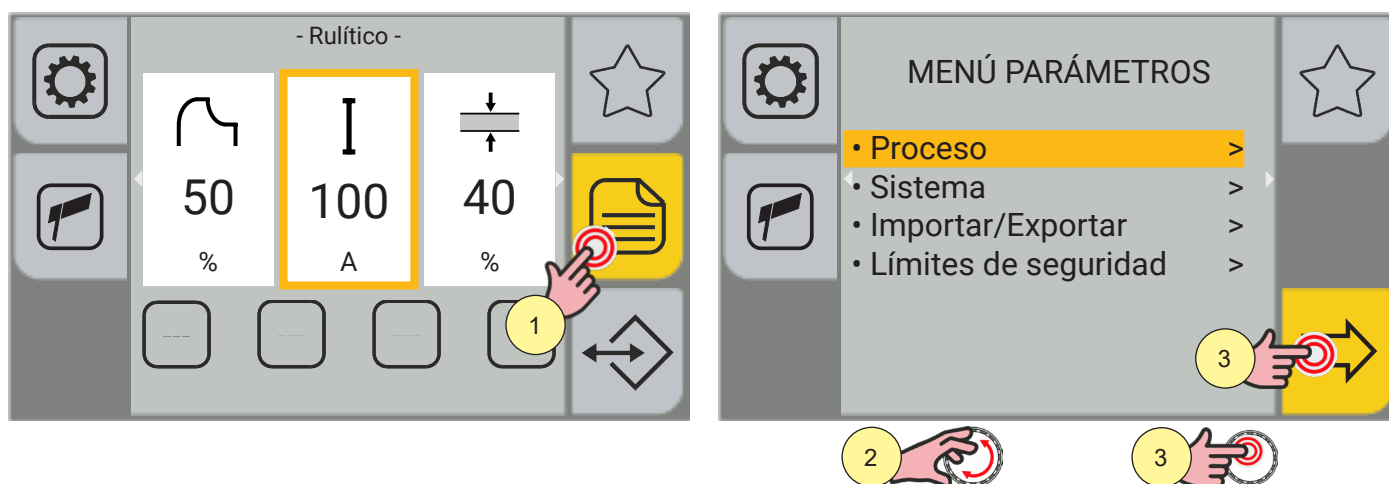 - Rulítico -
50
100
40
%
A
%
---
---
---
1
MENÚ PARÁMETROS
• Proceso >
• Sistema >
• Importar/Exportar >
• Límites de seguridad >
3
2
3